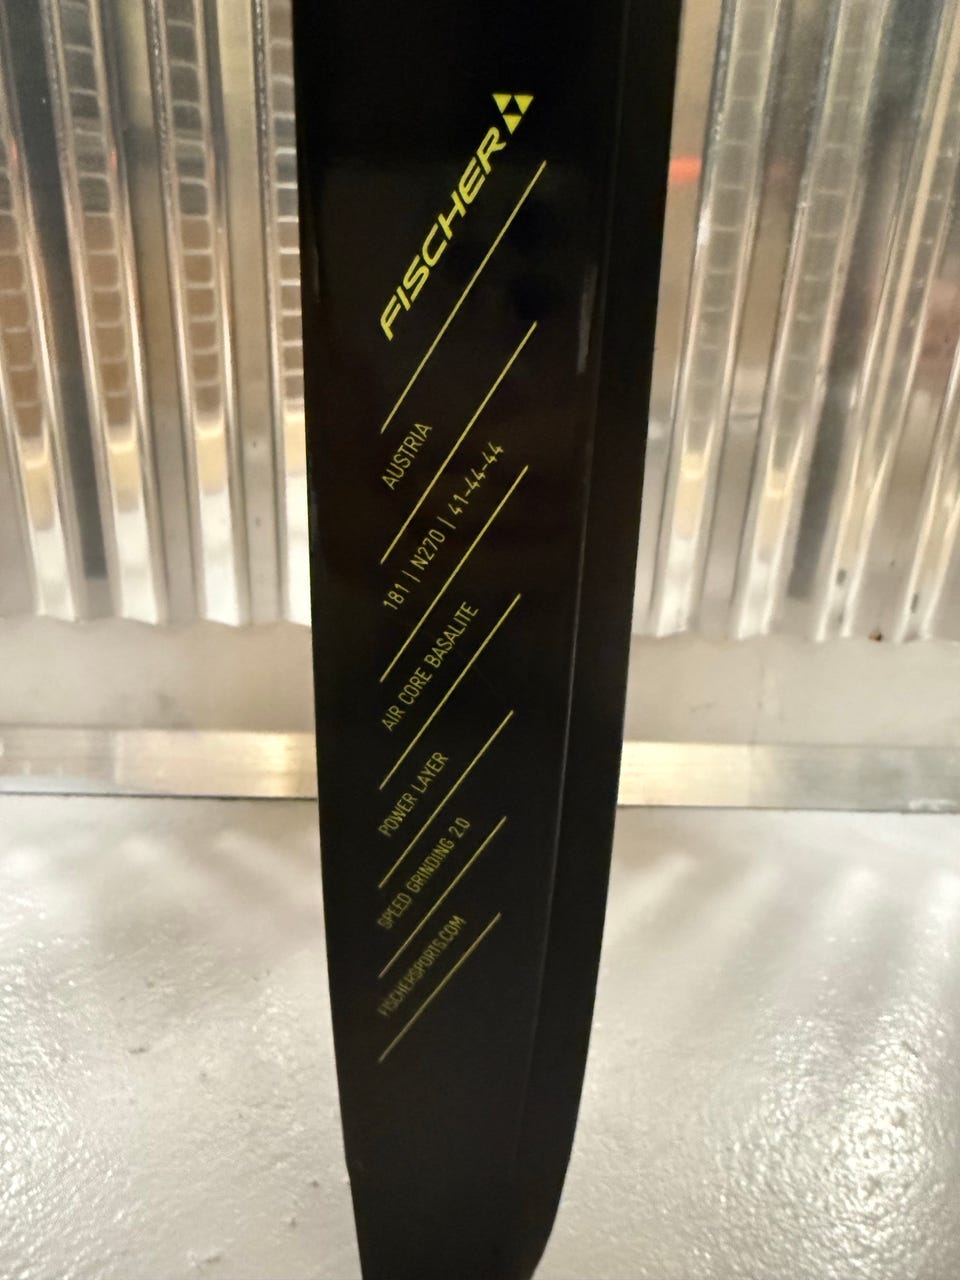 FISCHER
AUSTRIA
181 | N270 | 41-44-44
AIR CORE BASALITE
POWER LAYER
SPEED GRINDING 2.0
FISCHERSPORTS.COM